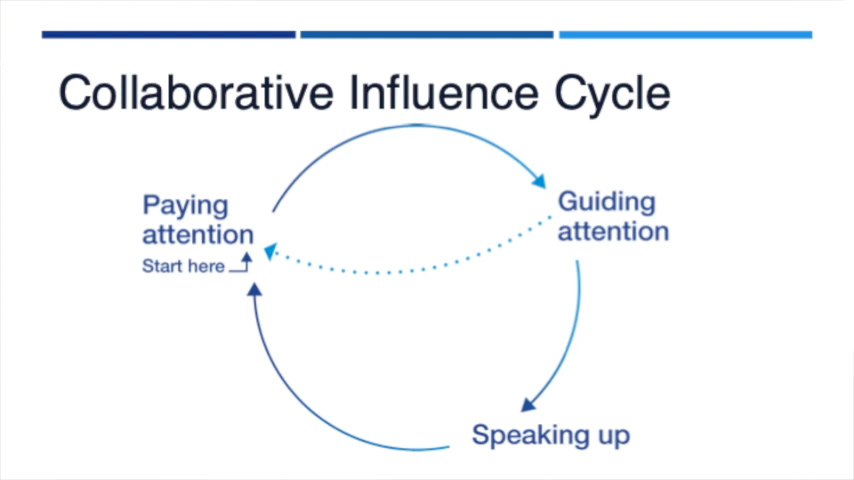 Collaborative Influence Cycle
Paying
attention
Start here
Guiding
attention
Speaking up